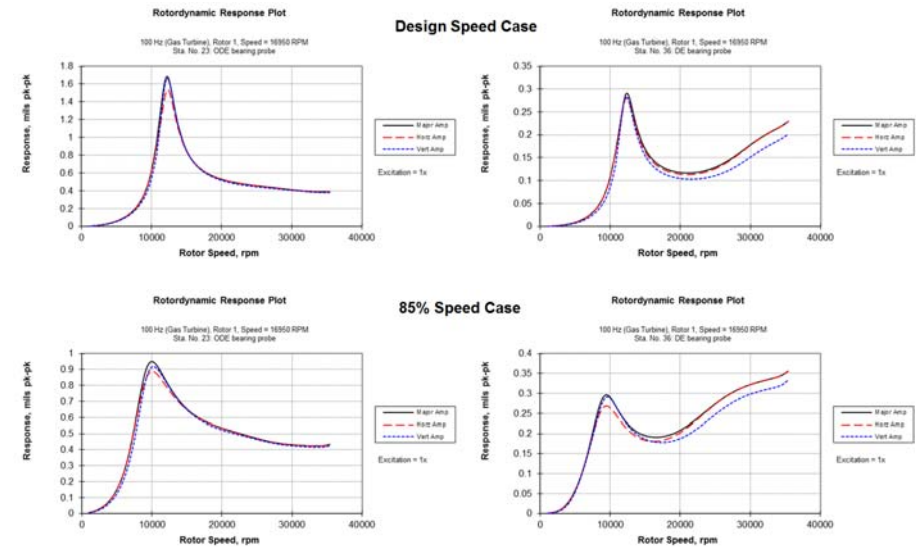 Design Speed Case
Rotordynamic Response Plot
100 Hz (Gas Turbine), Rotor 1, Speed = 16950 RPM
Sta. No. 23: ODE bearing probe
Response, mils pk-pk
1.8
1.6
1.4
1.2
1
0.8
0.6
0.4
0.2
0
0 10000 20000 30000 40000
Rotor Speed, rpm
Major Amp
Horz Amp
Vert Amp
Excitation = 1x
Rotordynamic Response Plot
100 Hz (Gas Turbine), Rotor 1, Speed = 16950 RPM
Sta. No. 36: DE bearing probe
Response, mils pk-pk
0.35
0.3
0.25
0.2
0.15
0.1
0.05
0
0 10000 20000 30000 40000
Rotor Speed, rpm
Major Amp
Horz Amp
Vert Amp
Excitation = 1x
85% Speed Case
Rotordynamic Response Plot
100 Hz (Gas Turbine), Rotor 1, Speed = 16950 RPM
Sta. No. 23: ODE bearing probe
Response, mils pk-pk
1
0.9
0.8
0.7
0.6
0.5
0.4
0.3
0.2
0.1
0
0 10000 20000 30000 40000
Rotor Speed, rpm
Major Amp
Horz Amp
Vert Amp
Excitation = 1x
Rotordynamic Response Plot
100 Hz (Gas Turbine), Rotor 1, Speed = 16950 RPM
Sta. No. 36: DE bearing probe
Response, mils pk-pk
0.4
0.35
0.3
0.25
0.2
0.15
0.1
0.05
0
0 10000 20000 30000 40000
Rotor Speed, rpm
Major Amp
Horz Amp
Vert Amp
Excitation = 1x